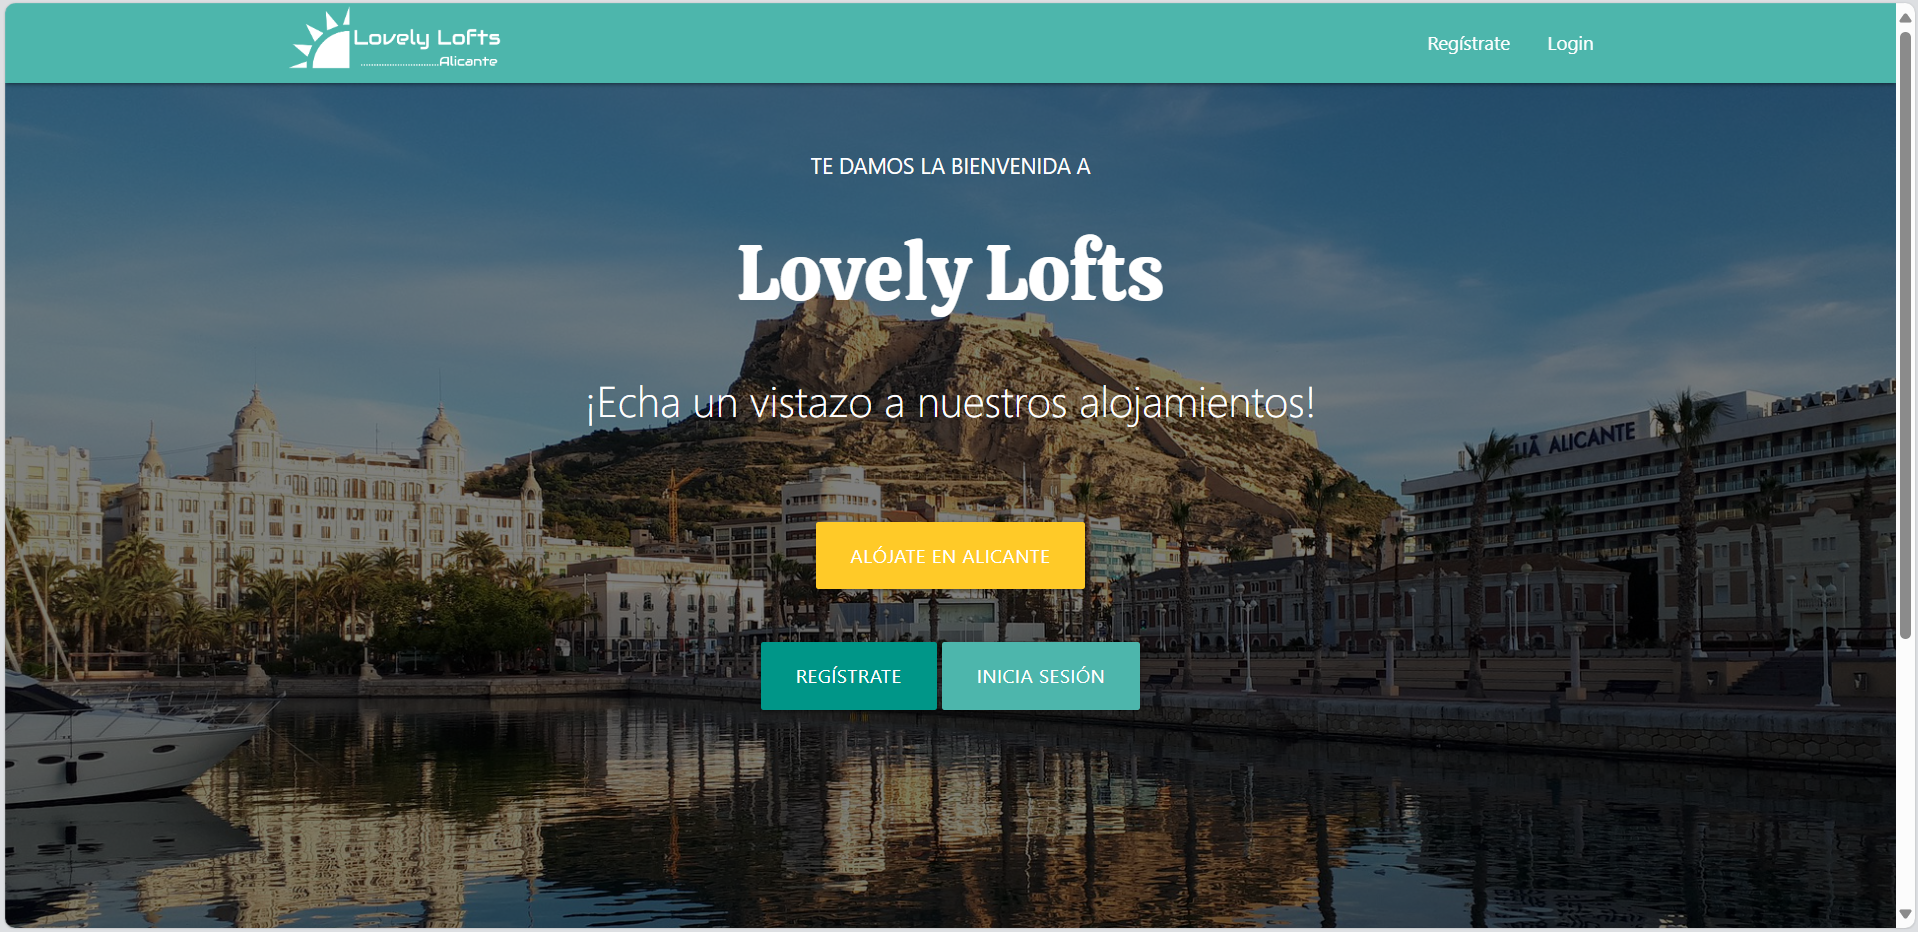 Lovely Lofts
Alicante
Regístrate
Login
TE DAMOS LA BIENVENIDA A
Lovely Lofts
¡Echa un vistazo a nuestros alojamientos!
ALICANTE
ALÓJATE EN ALICANTE
REGÍSTRATE
INICIA SESIÓN